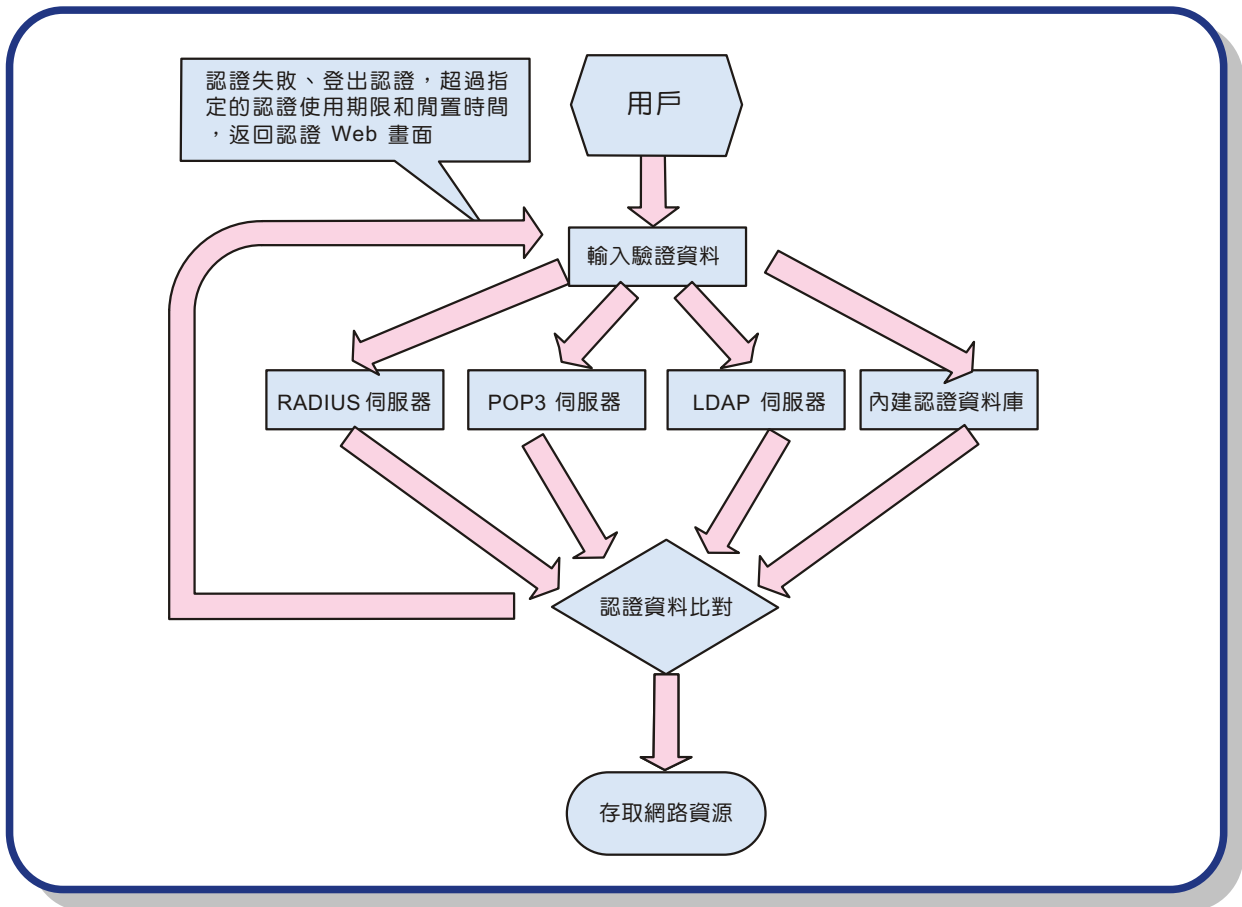 認證失敗、登出認證，超過指
定的認證使用期限和閒置時間
，返回認證 Web 畫面
用戶
輸入驗證資料
RADIUS 伺服器
POP3 伺服器
LDAP 伺服器
內建認證資料庫
認證資料比對
存取網路資源